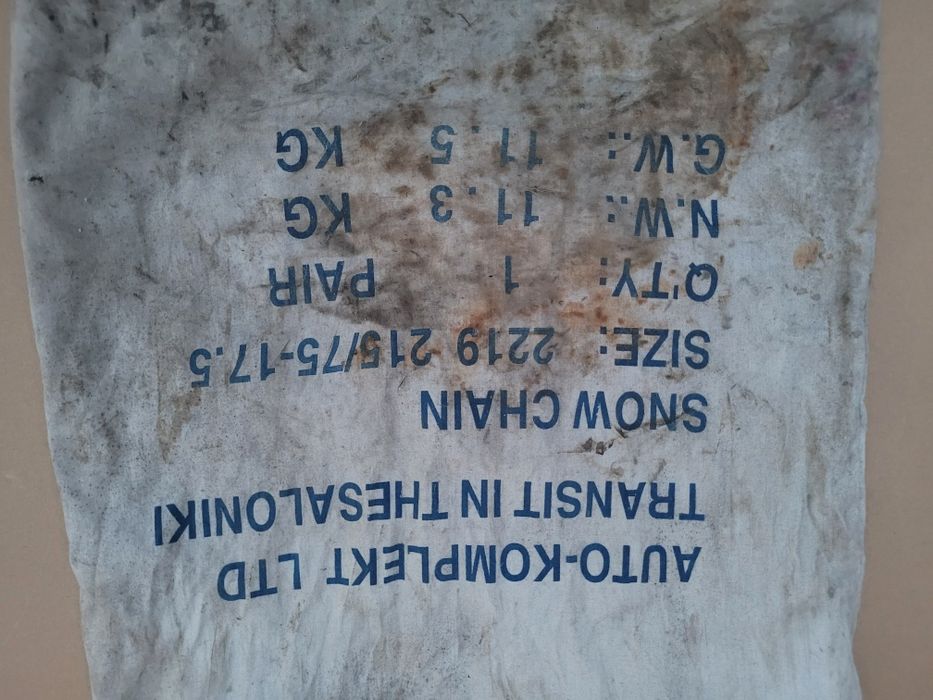 AUTO-KOMPLEKT LTD
TRANSIT IN THESALONIKI
SNOW CHAIN
SIZE: 2219 215/75-17.5
Q'TY: 1 PAIR
N.W.: 11.3 KG
G.W.: 11.5 KG